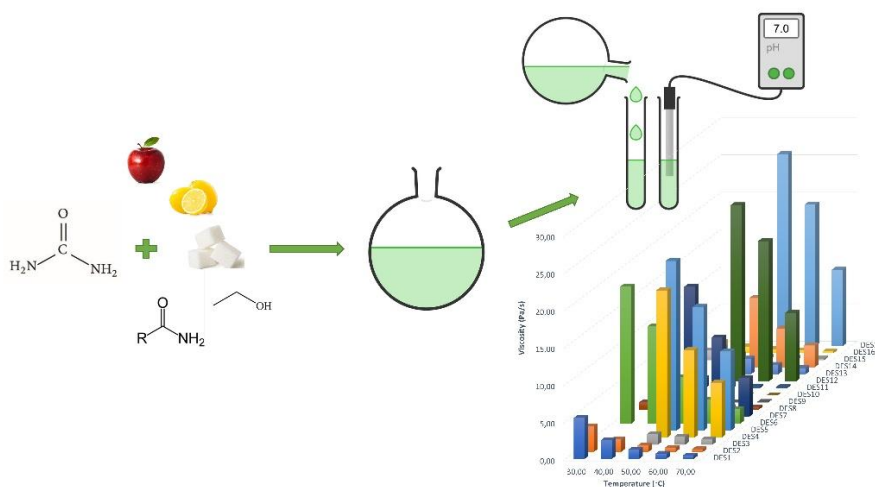 7.0
pH
O
H₂N
NH₂
O
R
NH₂
OH
30,00
25,00
20,00
15,00
10,00
5,00
0,00
Viscosity (Pa/s)
30,00 40,00 50,00 60,00 70,00
Temperature (◦C)
DES16
DES15
DES14
DES13
DES12
DES11
DES10
DES9
DES8
DES7
DES6
DES5
DES4
DES3
DES2
DES1